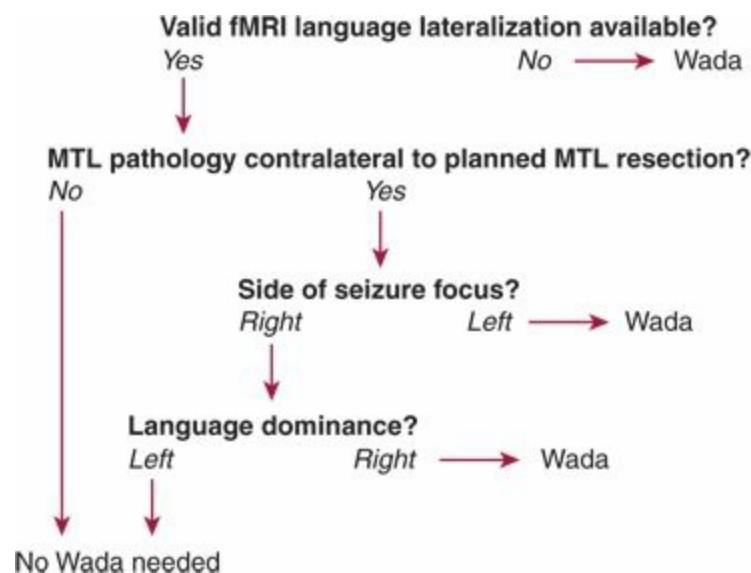 Valid fMRI language lateralization available?
Yes No Wada
MTL pathology contralateral to planned MTL resection?
No Yes
Side of seizure focus?
Right Left Wada
Language dominance?
Left Right Wada
No Wada needed